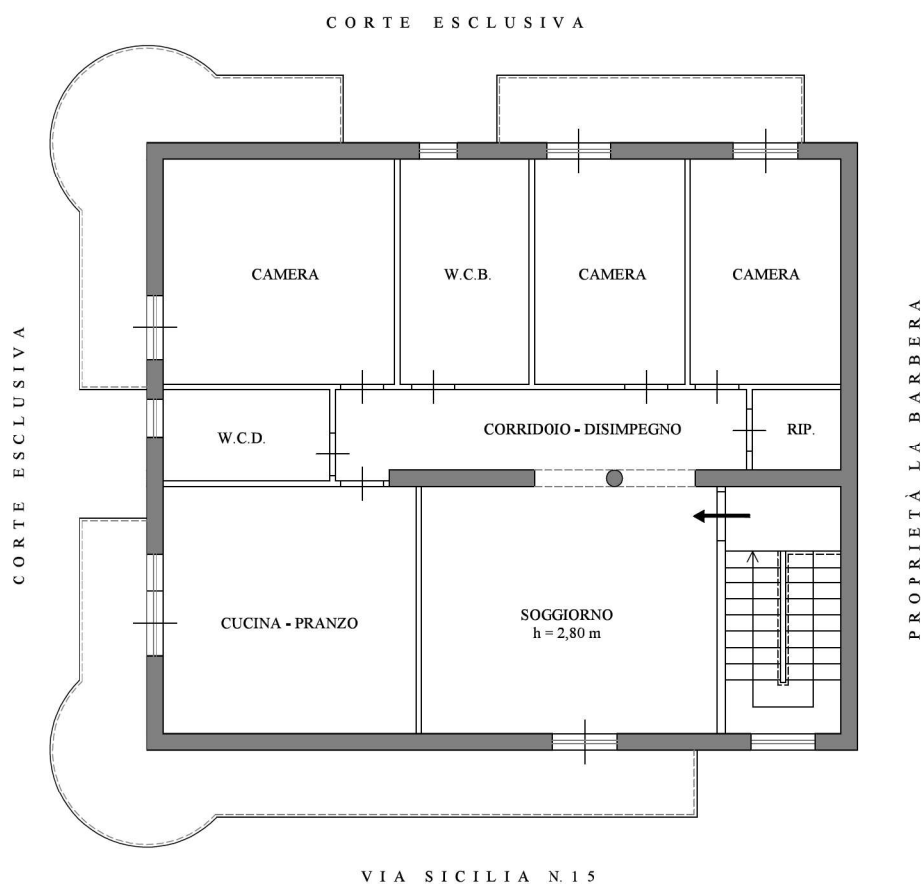 CORTE ESCLUSIVA
CAMERA
W.C.B.
CAMERA
CAMERA
CORTE ESCLUSIVA
PROPRIETÀ LA BARBERA
W.C.D.
CORRIDOIO - DISIMPEGNO
RIP.
CUCINA - PRANZO
SOGGIORNO
h = 2,80 m
VIA SICILIA N. 15